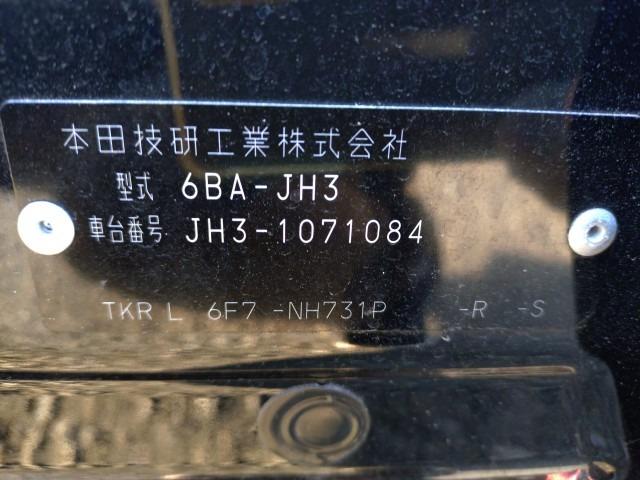 本田技研工業株式会社
型式 6BA-JH3
車台番号 JH3-1071084
TKR L 6F7 -NH731P -R -S